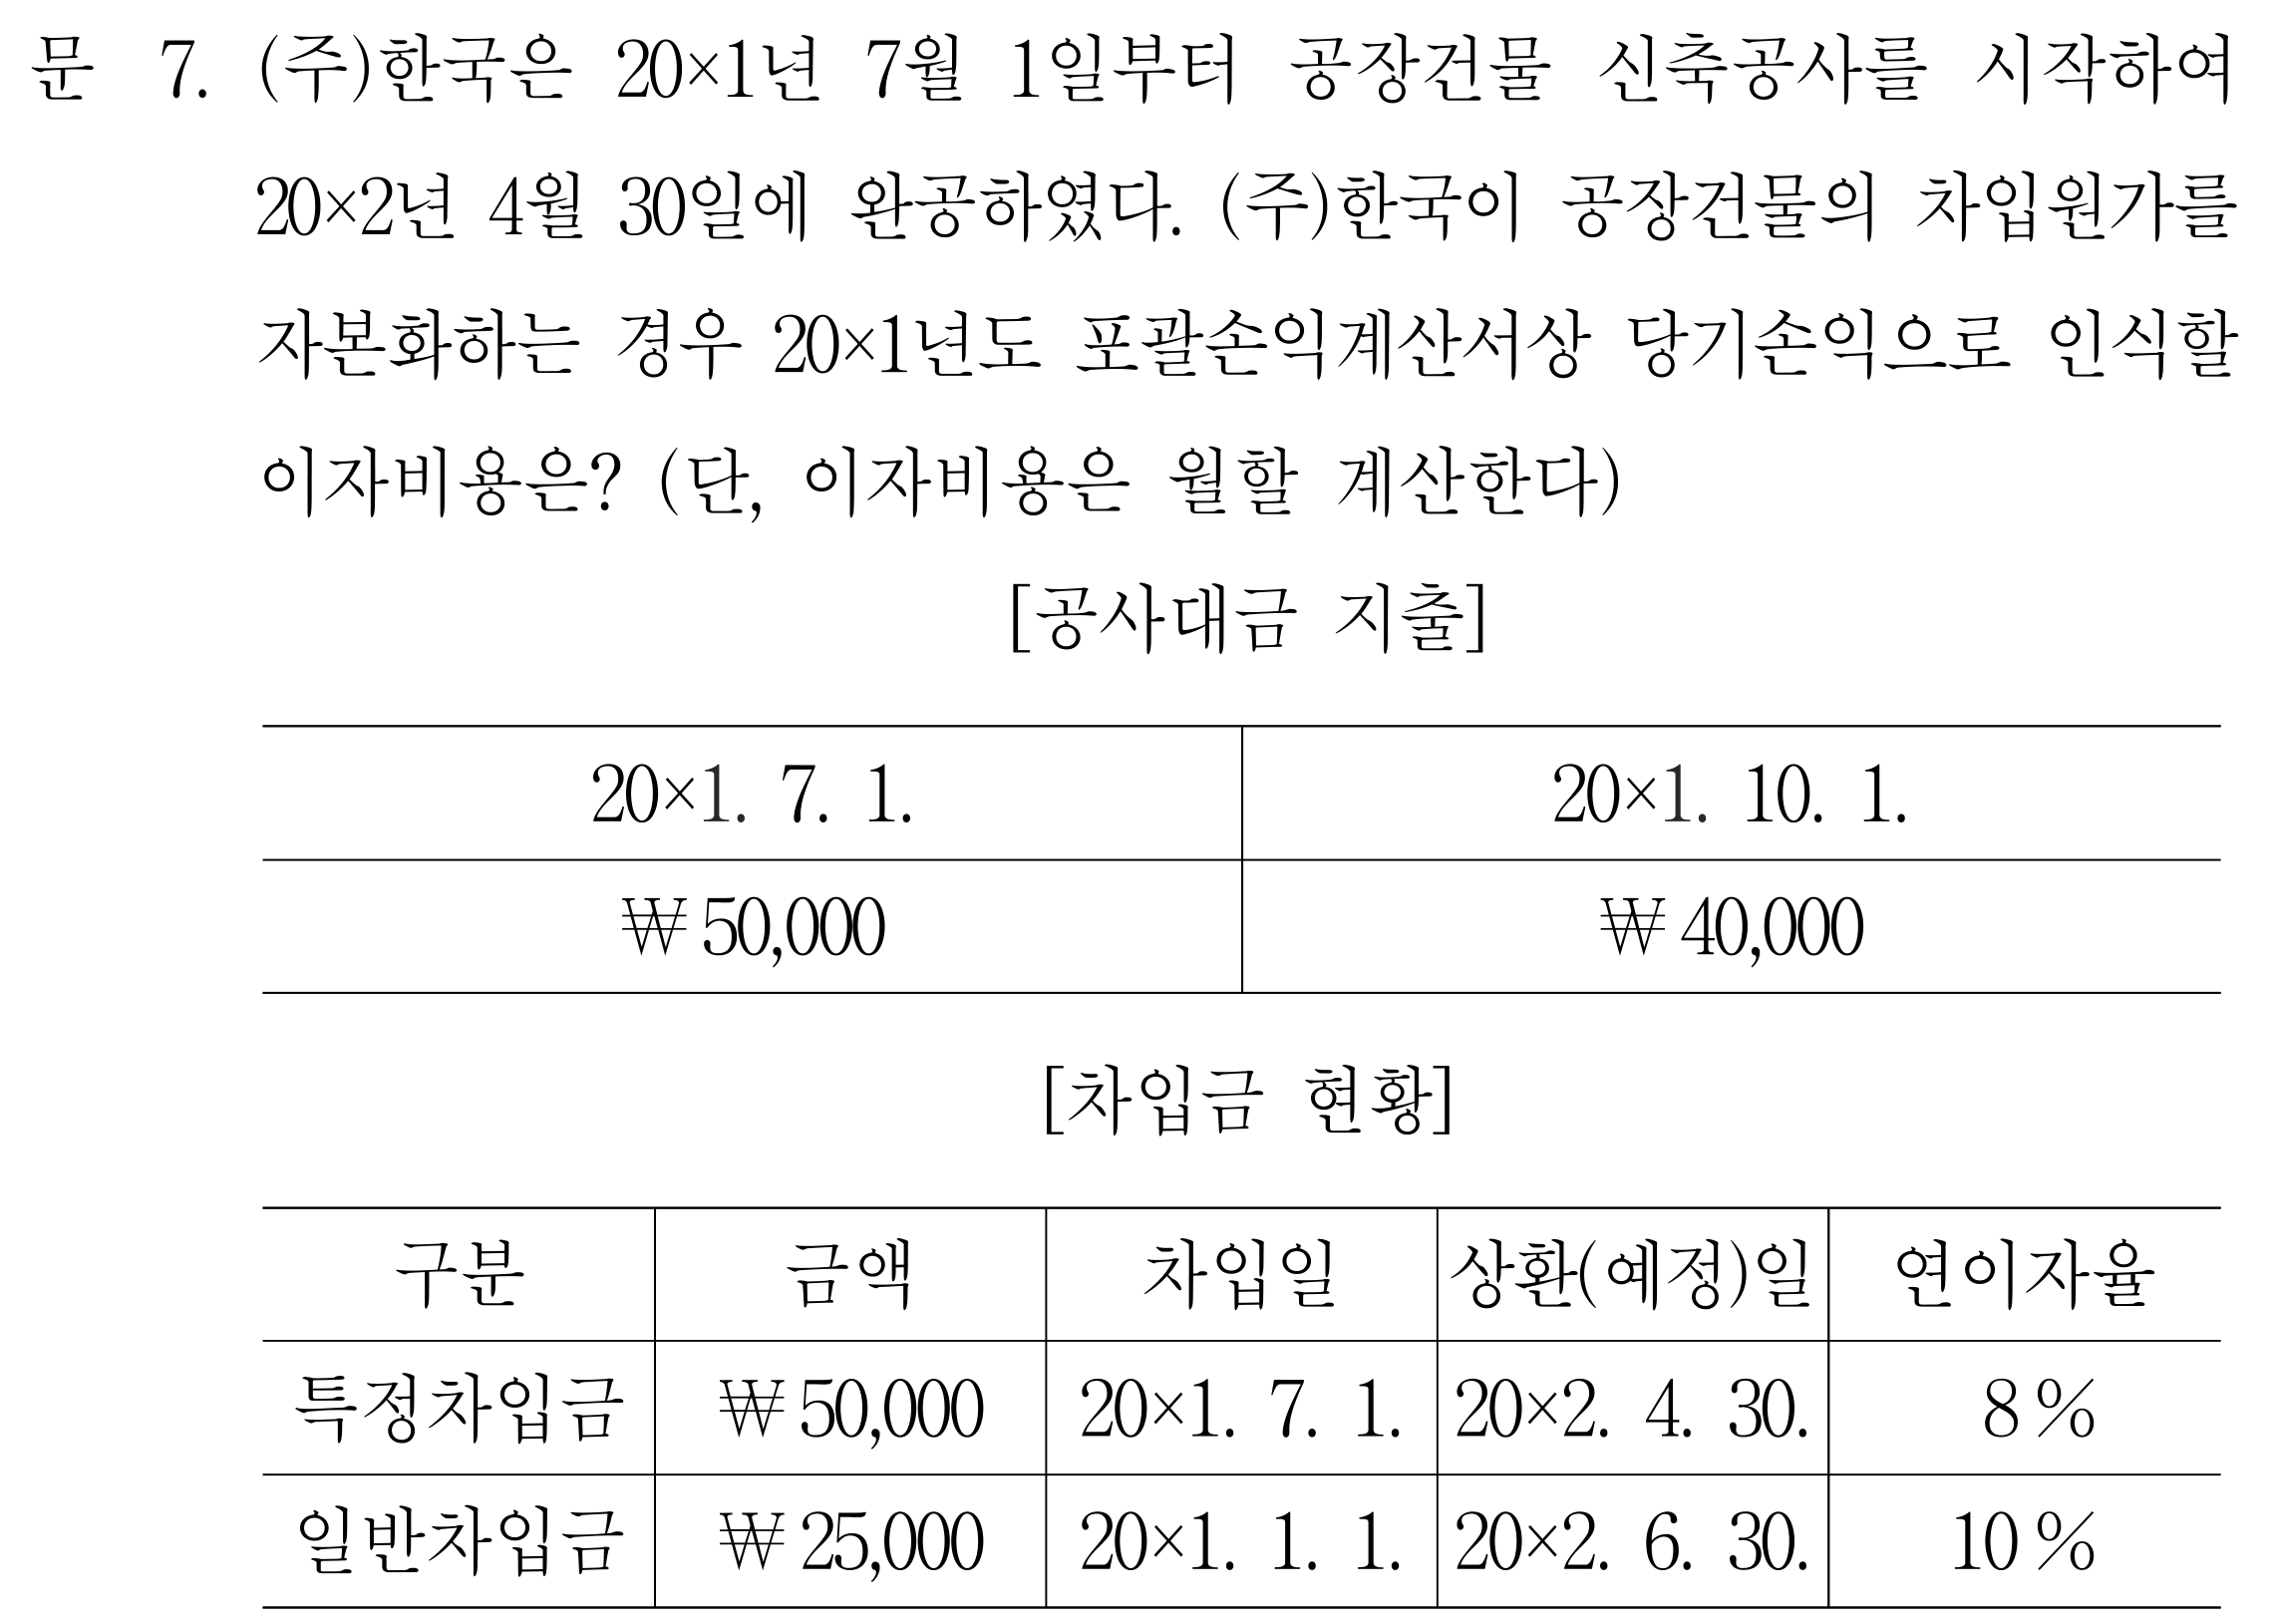 문 7. (주)한국은 20×1년 7월 1일부터 공장건물 신축공사를 시작하여
20×2년 4월 30일에 완공하였다. (주)한국이 공장건물의 차입원가를
자본화하는 경우 20×1년도 포괄손익계산서상 당기손익으로 인식할
이자비용은? (단, 이자비용은 월할 계산한다)
[공사대금 지출]
20×1. 7. 1. 20×1. 10. 1.
₩50,000 ₩40,000
[차입금 현황]
구분 금액 차입일 상환(예정)일 연이자율
특정차입금 ₩50,000 20×1. 7. 1. 20×2. 4. 30. 8%
일반차입금 ₩25,000 20×1. 1. 1. 20×2. 6. 30. 10%